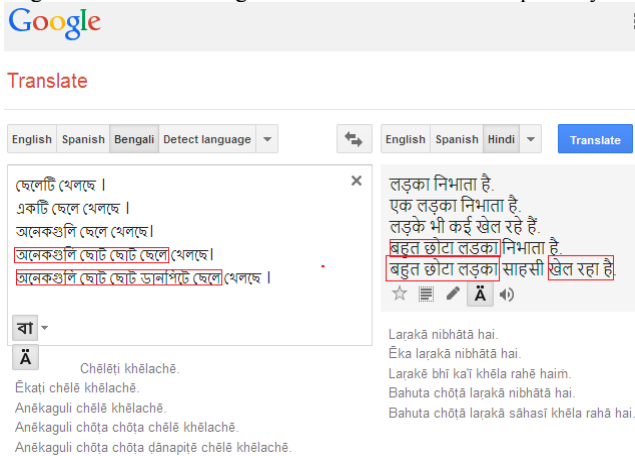 Google
Translate
English Spanish Bengali Detect language
English Spanish Hindi Translate
ছেলেটি খেলছে ।
একটি ছেলে খেলছে ।
অনেকগুলি ছেলে খেলছে।
অনেকগুলি ছোট ছোট ছেলে খেলছে।
অনেকগুলি ছোট ছোট ডানপিটে ছেলে খেলছে ।
বা
Ä
Chēlēṭi khēlachē.
Ēkaṭi chēlē khēlachē.
Anēkaguli chēlē khēlachē.
Anēkaguli chōṭa chōṭa chēlē khēlachē.
Anēkaguli chōṭa chōṭa ḍānapiṭē chēlē khēlachē.
लड़का निभाता है.
एक लड़का निभाता है.
लड़के भी कई खेल रहे हैं.
बहुत छोटा लडका निभाता है.
बहुत छोटा लड़का साहसी खेल रहा है.
Ä
Laṛakā nibhātā hai.
Ēka laṛakā nibhātā hai.
Laṛakē bhī ka'ī khēla rahē haiṁ.
Bahuta chōṭā laṛakā nibhātā hai.
Bahuta chōṭā laṛakā sāhasī khēla rahā hai.